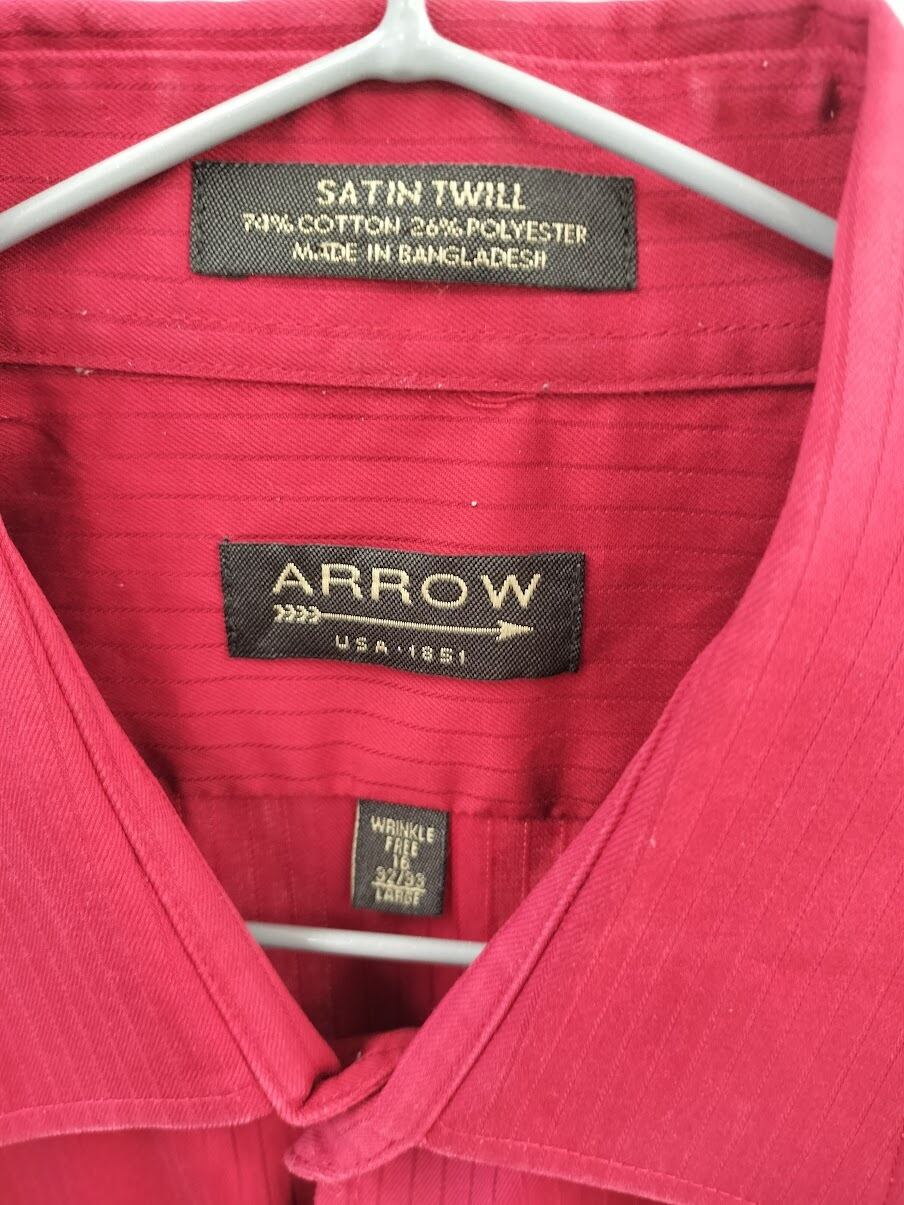 SATIN TWILL
74% COTTON 26% POLYESTER
MADE IN BANGLADESH
ARROW
USA·1851
WRINKLE
FREE
16
32/33
LARGE